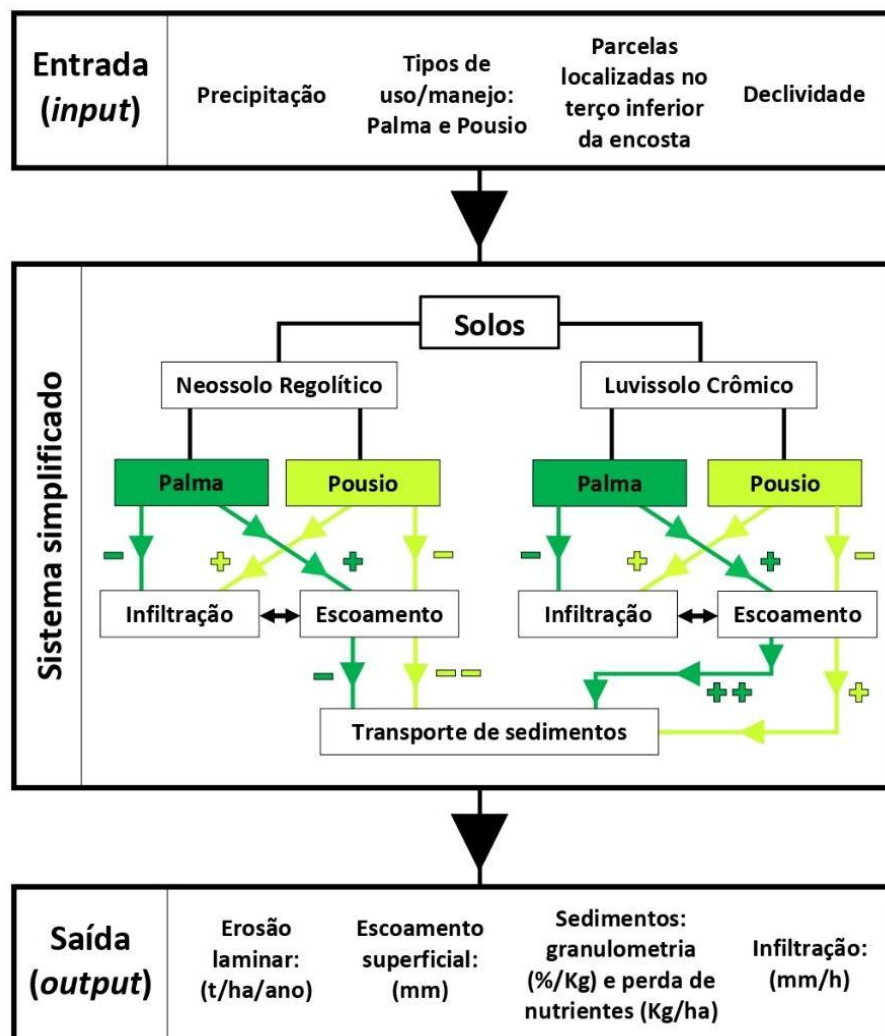 Entrada
(input)
Precipitação
Tipos de
uso/manejo:
Palma e Pousio
Parcelas
localizadas no
terço inferior
da encosta
Declividade
Sistema simplificado
Solos
Neossolo Regolítico
Luvissolo Crômico
Palma
Pousio
Palma
Pousio
- + + -
- + + -
Infiltração
Escoamento
Infiltração
Escoamento
- --
++ +
Transporte de sedimentos
Saída
(output)
Erosão
laminar:
(t/ha/ano)
Escoamento
superficial:
(mm)
Sedimentos:
granulometria
(%/Kg) e perda de
nutrientes (Kg/ha)
Infiltração:
(mm/h)